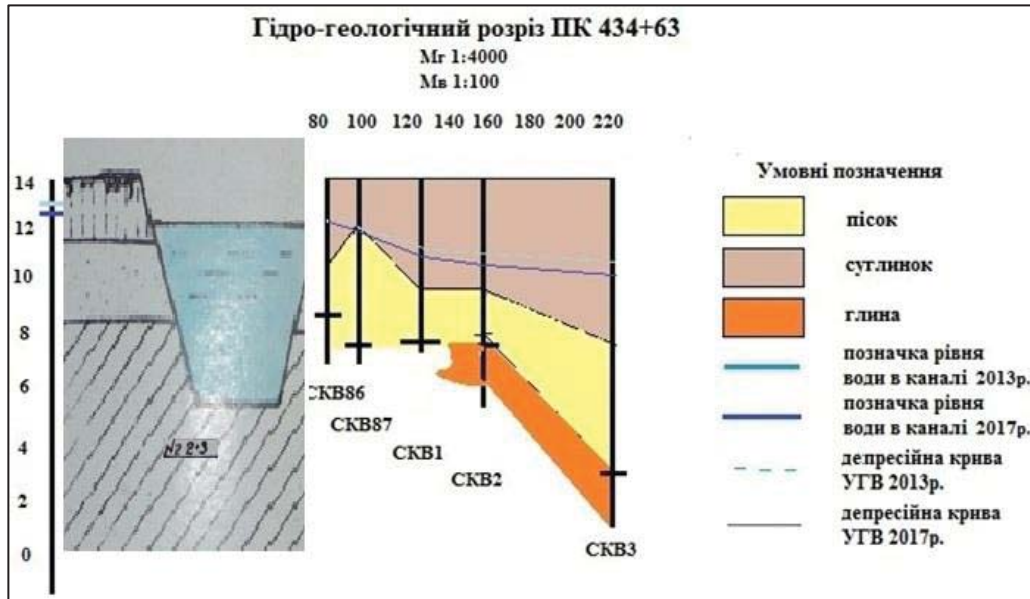 Гідро-геологічний розріз ПК 434+63
Мг 1:4000
Мв 1:100
80 100 120 140 160 180 200 220
14
12
10
8
6
4
2
0
СКВ86
СКВ87
СКВ1
СКВ2
СКВ3
Умовні позначення
пісок
суглинок
глина
позначка рівня
води в каналі 2013р.
позначка рівня
води в каналі 2017р.
депресійна крива
УГВ 2013р.
депресійна крива
УГВ 2017р.